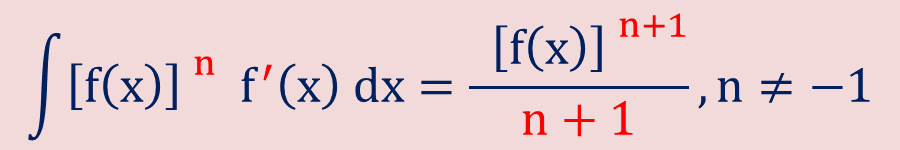 ∫[f(x)]ⁿ f′(x) dx = [f(x)]ⁿ⁺¹ / n + 1 , n ≠ −1